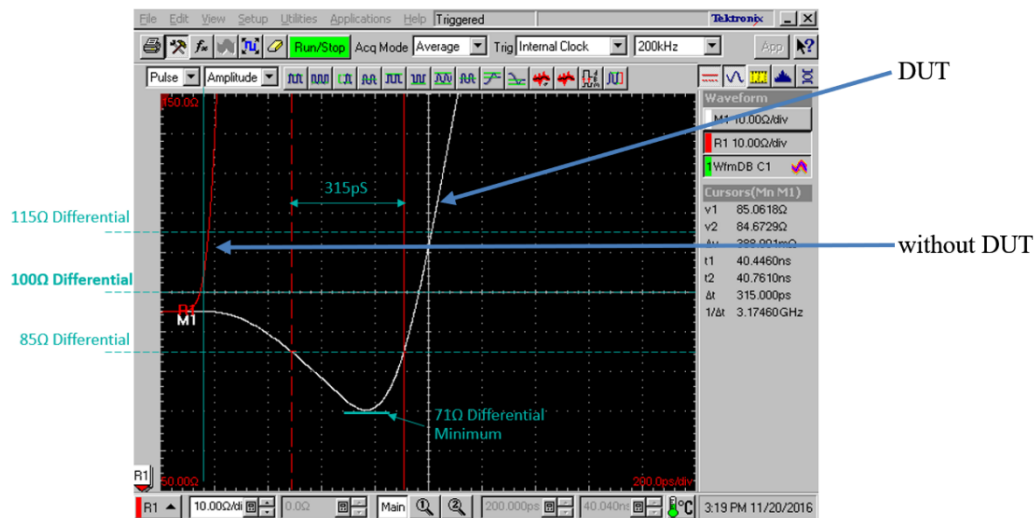 File Edit View Setup Utilities Applications Help Triggered Tektronix
Run/Stop Acq Mode Average Trig Internal Clock 200kHz App
Pulse Amplitude
DUT
150.0Ω
Waveform
M1 10.00Ω/div
R1 10.00Ω/div
1 WfmDB C1
Cursors(Mn M1)
v1 85.0618Ω
v2 84.6729Ω
t1 40.4460ns
t2 40.7610ns
Δt 315.000ps
1/Δt 3.17460GHz
315pS
115Ω Differential
without DUT
100Ω Differential
R1
M1
85Ω Differential
71Ω Differential
Minimum
R1
50.00Ω
200.0ps/div
R1 10.00Ω/di 0.0Ω Main 1 2 200.000ps 40.040ns °C 3:19 PM 11/20/2016